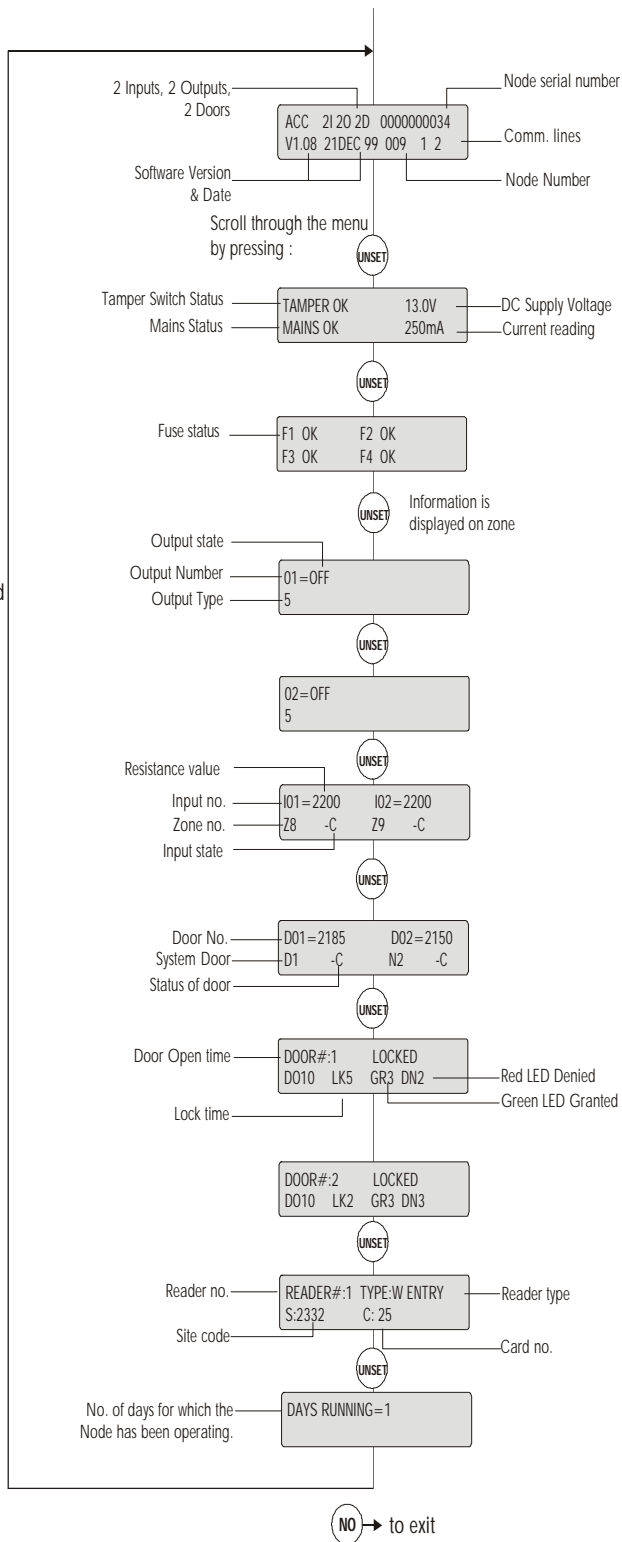 Node serial number
2 Inputs, 2 Outputs,
2 Doors
ACC 2I 2O 2D 0000000034
V1.08 21DEC 99 009 1 2
Comm. lines
Software Version
& Date
Node Number
Scroll through the menu
by pressing :
UNSET
Tamper Switch Status
TAMPER OK 13.0V
DC Supply Voltage
Mains Status
MAINS OK 250mA
Current reading
UNSET
Fuse status
F1 OK F2 OK
F3 OK F4 OK
UNSET
Information is
displayed on zone
Output state
Output Number
01=OFF
d
Output Type
5
UNSET
02=OFF
5
UNSET
Resistance value
Input no.
I01=2200 I02=2200
Zone no.
Z8 -C Z9 -C
Input state
UNSET
Door No.
D01=2185 D02=2150
System Door
D1 -C N2 -C
Status of door
UNSET
Door Open time
DOOR#:1 LOCKED
DO10 LK5 GR3 DN2
Red LED Denied
Green LED Granted
Lock time
DOOR#:2 LOCKED
DO10 LK2 GR3 DN3
UNSET
Reader no.
READER#:1 TYPE:W ENTRY
Reader type
S:2332 C: 25
Site code
Card no.
UNSET
No. of days for which the
Node has been operating.
DAYS RUNNING=1
NO to exit